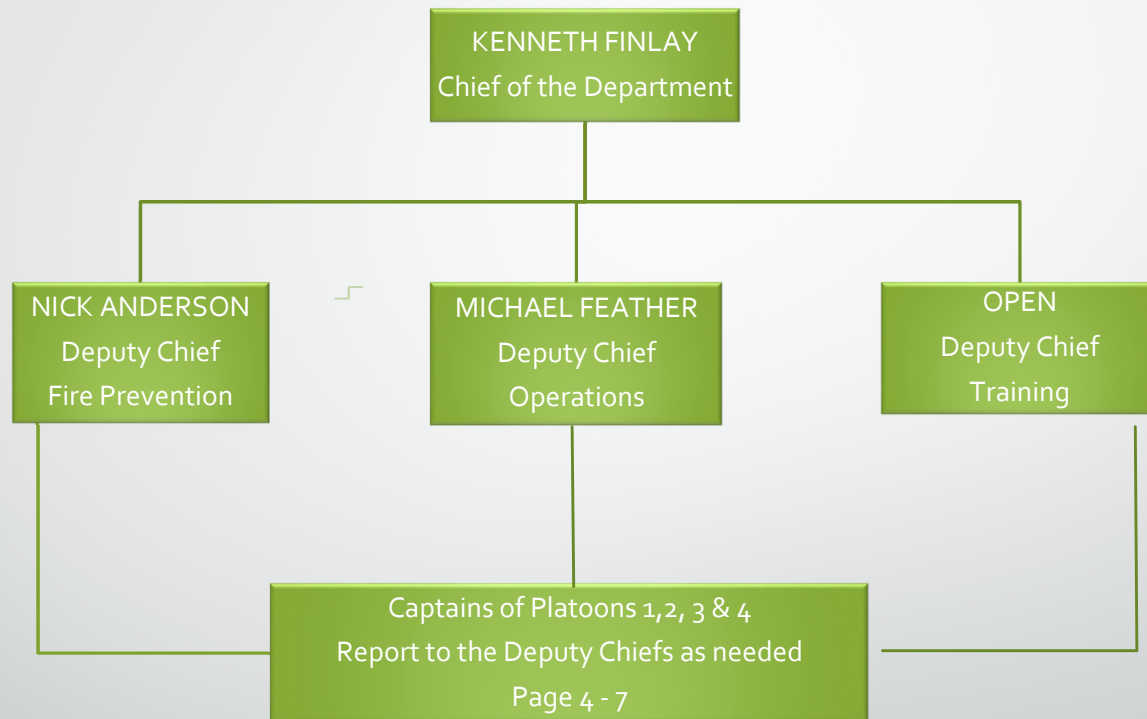 KENNETH FINLAY
Chief of the Department
NICK ANDERSON
Deputy Chief
Fire Prevention
MICHAEL FEATHER
Deputy Chief
Operations
OPEN
Deputy Chief
Training
Captains of Platoons 1,2, 3 & 4
Report to the Deputy Chiefs as needed
Page 4 - 7